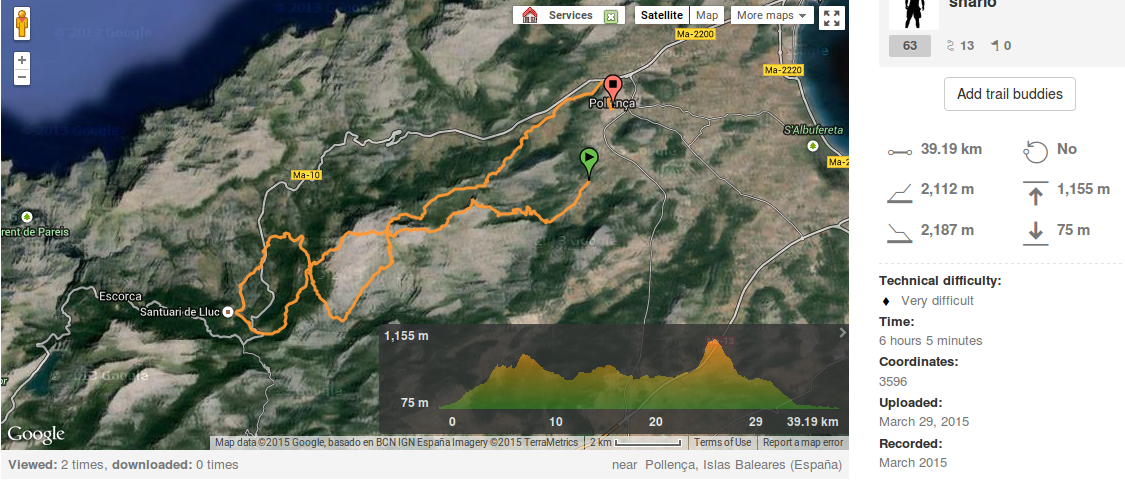 © 2013 Google
Services
Satellite
Map
More maps
+
−
Ma-2200
Ma-2220
Pollença
S'Albufereta
Ma-2
Ma-10
rent de Pareis
Escorca
Santuari de Lluc
1,155 m
75 m
0
10
20
29
39.19 km
Google
Map data ©2015 Google, basado en BCN IGN España Imagery ©2015 TerraMetrics
2 km
Terms of Use
Report a map error
Viewed: 2 times, downloaded: 0 times
near Pollença, Islas Baleares (España)
63
13
0
Add trail buddies
39.19 km
No
2,112 m
1,155 m
2,187 m
75 m
Technical difficulty:
Very difficult
Time:
6 hours 5 minutes
Coordinates:
3596
Uploaded:
March 29, 2015
Recorded:
March 2015